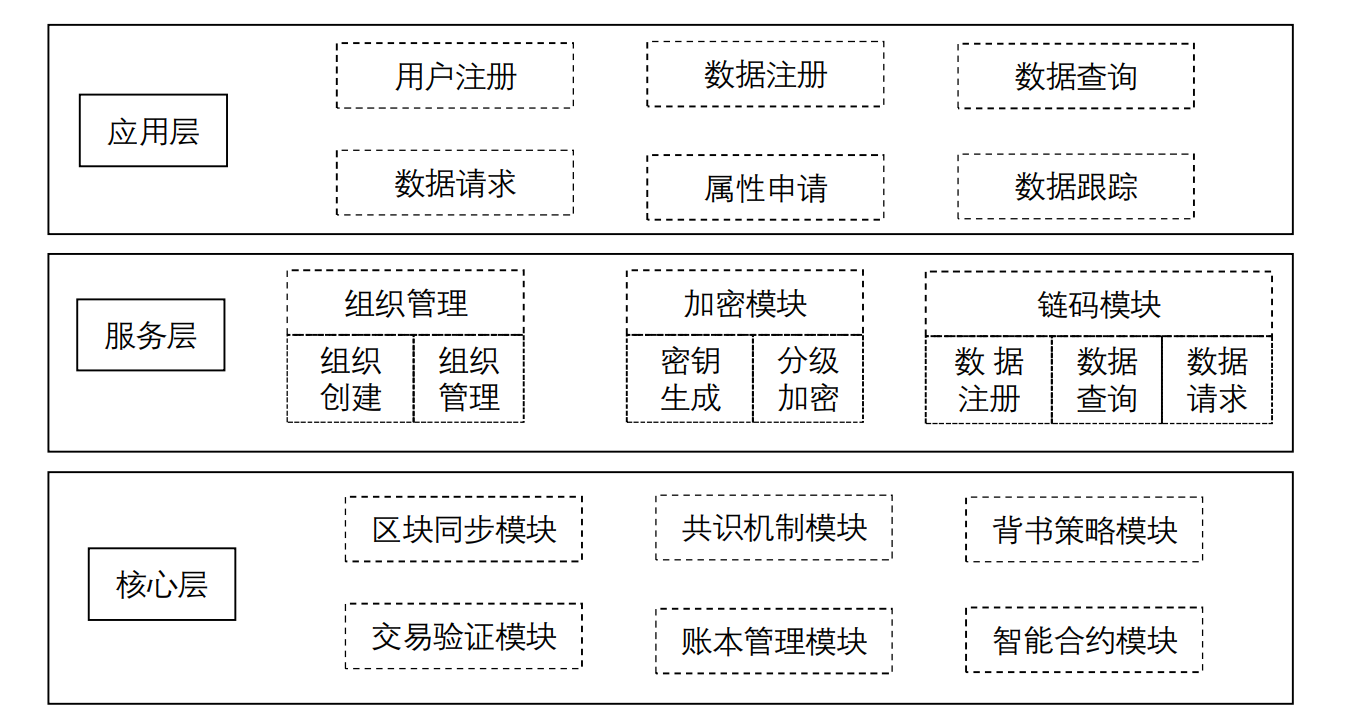 应用层
用户注册
数据注册
数据查询
数据请求
属性申请
数据跟踪
服务层
组织管理
组织
创建
组织
管理
加密模块
密钥
生成
分级
加密
链码模块
数 据
注册
数据
查询
数据
请求
核心层
区块同步模块
共识机制模块
背书策略模块
交易验证模块
账本管理模块
智能合约模块